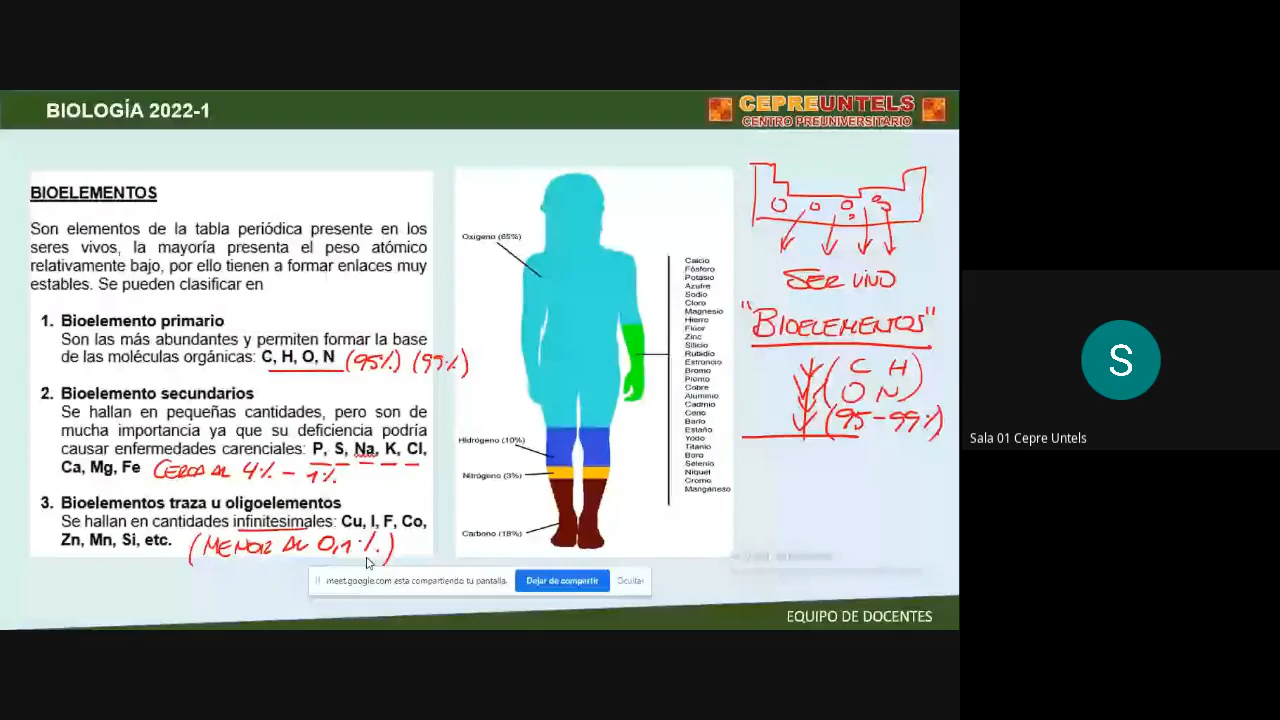 BIOLOGÍA 2022-1
CEPREUNTELS
CENTRO PREUNIVERSITARIO
BIOELEMENTOS
Son elementos de la tabla periódica presente en los
seres vivos, la mayoría presenta el peso atómico
relativamente bajo, por ello tienen a formar enlaces muy
estables. Se pueden clasificar en
1. Bioelemento primario
Son las más abundantes y permiten formar la base
de las moléculas orgánicas: C, H, O, N (95%) (99%)
2. Bioelemento secundarios
Se hallan en pequeñas cantidades, pero son de
mucha importancia ya que su deficiencia podría
causar enfermedades carenciales: P, S, Na, K, Cl,
Ca, Mg, Fe CERCA AL 4% - 1%
3. Bioelementos traza u oligoelementos
Se hallan en cantidades infinitesimales: Cu, I, F, Co,
Zn, Mn, Si, etc. (MENOR AL 0,1%.)
Oxígeno (65%)
Hidrógeno (10%)
Nitrógeno (3%)
Carbono (18%)
Calcio
Fósforo
Potasio
Azufre
Sodio
Cloro
Magnesio
Hierro
Flúor
Zinc
Silicio
Rubidio
Estroncio
Bromo
Plomo
Cobre
Aluminio
Cadmio
Cerio
Bario
Estaño
Yodo
Titanio
Boro
Selenio
Níquel
Cromo
Manganeso
SER VIVO
"BIOELEMENTOS"
C H
O N
(95-99%)
meet.google.com está compartiendo tu pantalla.
Dejar de compartir
Ocultar
EQUIPO DE DOCENTES
S
Sala 01 Cepre Untels